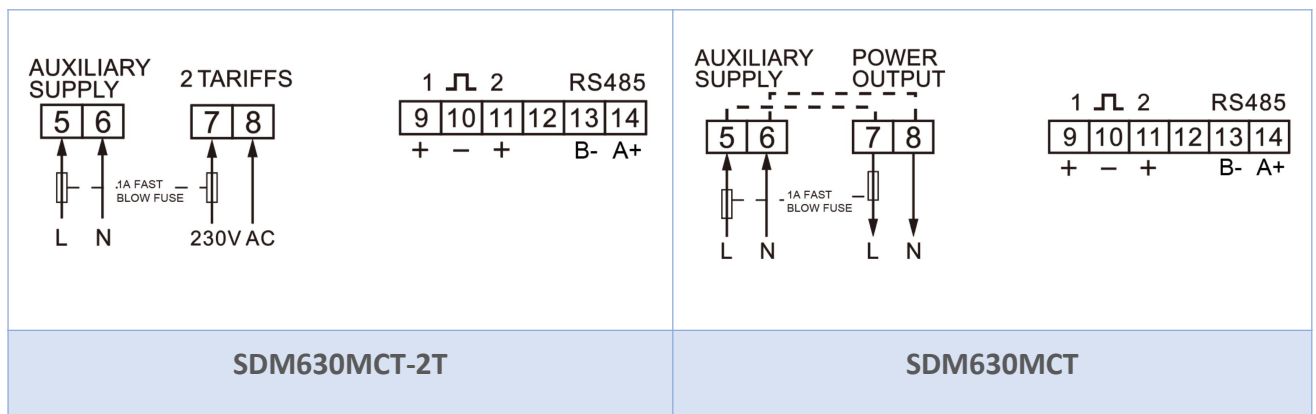 AUXILIARY
SUPPLY
2 TARIFFS
5 6
7 8
.1A FAST
BLOW FUSE
L N
230V AC
1 2 RS485
9 10 11 12 13 14
+ − + B- A+
SDM630MCT-2T
AUXILIARY
SUPPLY
POWER
OUTPUT
5 6
7 8
.1A FAST
BLOW FUSE
L N
L N
1 2 RS485
9 10 11 12 13 14
+ − + B- A+
SDM630MCT